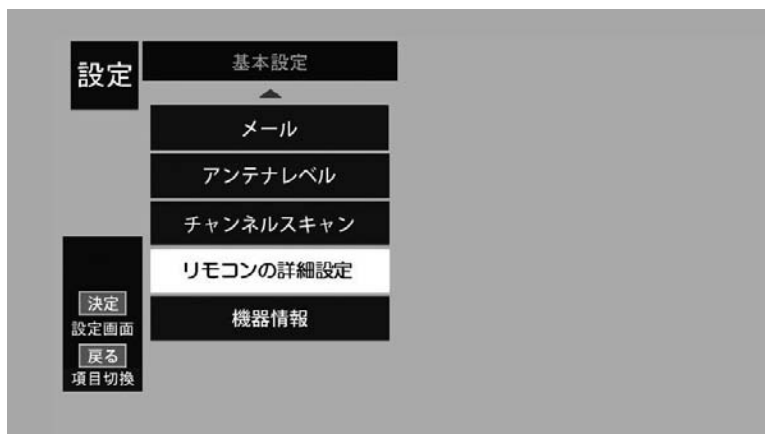 設定
基本設定
メール
アンテナレベル
チャンネルスキャン
リモコンの詳細設定
機器情報
決定
設定画面
戻る
項目切換